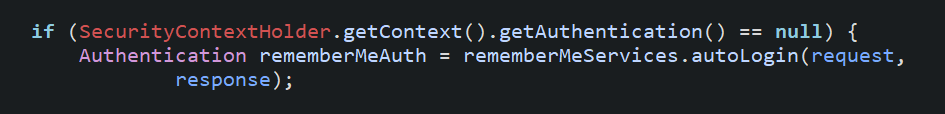 if (SecurityContextHolder.getContext().getAuthentication() == null) {
    Authentication rememberMeAuth = rememberMeServices.autoLogin(request,
            response);